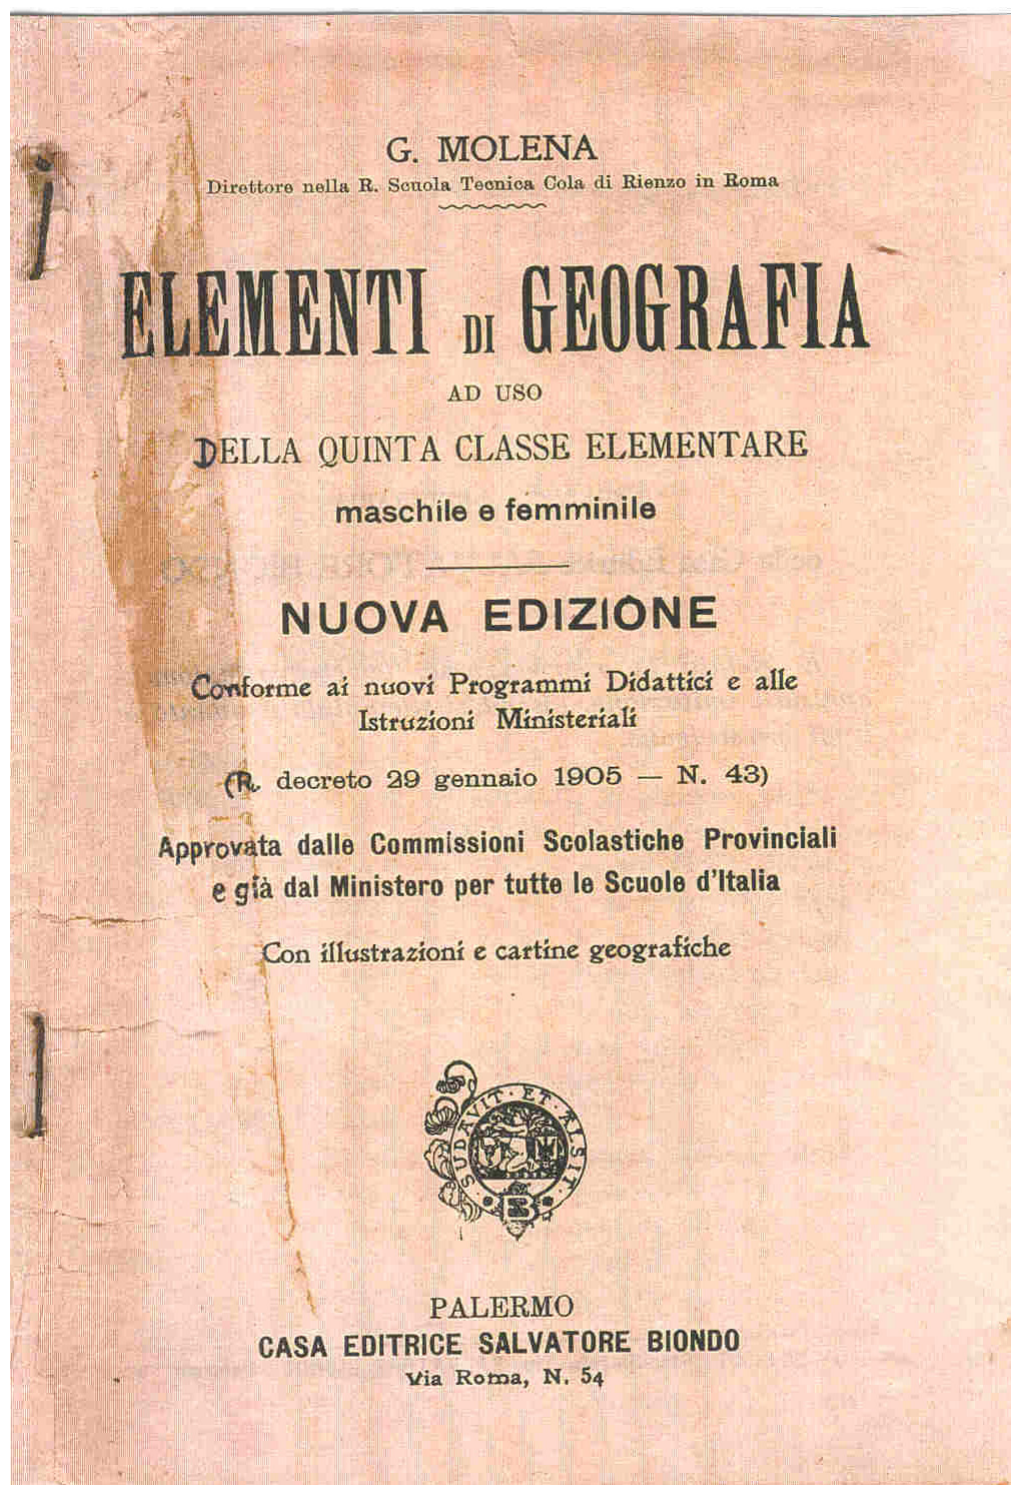 G. MOLENA
Direttore nella R. Scuola Tecnica Cola di Rienzo in Roma
ELEMENTI DI GEOGRAFIA
AD USO
DELLA QUINTA CLASSE ELEMENTARE
maschile e femminile
NUOVA EDIZIONE
Conforme ai nuovi Programmi Didattici e alle
Istruzioni Ministeriali
(R. decreto 29 gennaio 1905 — N. 43)
Approvata dalle Commissioni Scolastiche Provinciali
e già dal Ministero per tutte le Scuole d'Italia
Con illustrazioni e cartine geografiche
SUDAVIT · ET · ALSIT ·
B
PALERMO
CASA EDITRICE SALVATORE BIONDO
Via Roma, N. 54